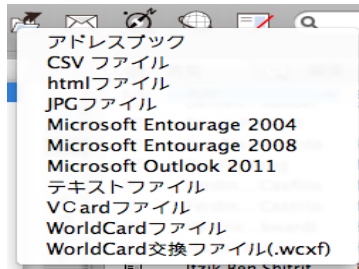 アドレスブック
CSV ファイル
htmlファイル
JPGファイル
Microsoft Entourage 2004
Microsoft Entourage 2008
Microsoft Outlook 2011
テキストファイル
VCardファイル
WorldCardファイル
WorldCard交換ファイル(.wcxf)